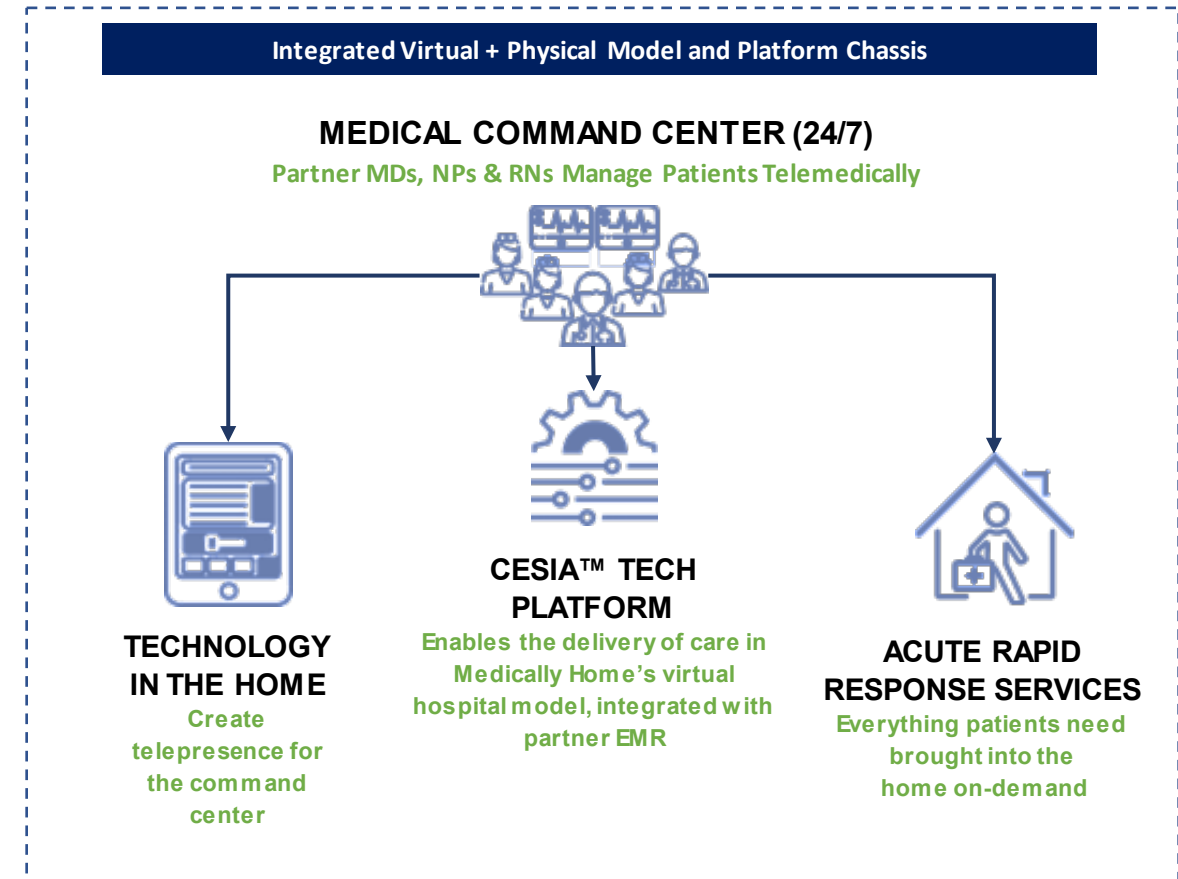 Integrated Virtual + Physical Model and Platform Chassis
MEDICAL COMMAND CENTER (24/7)
Partner MDs, NPs & RNs Manage Patients Telemedically
TECHNOLOGY
IN THE HOME
Create
telepresence for
the command
center
CESIA™ TECH
PLATFORM
Enables the delivery of care in
Medically Home’s virtual
hospital model, integrated with
partner EMR
ACUTE RAPID
RESPONSE SERVICES
Everything patients need
brought into the
home on-demand